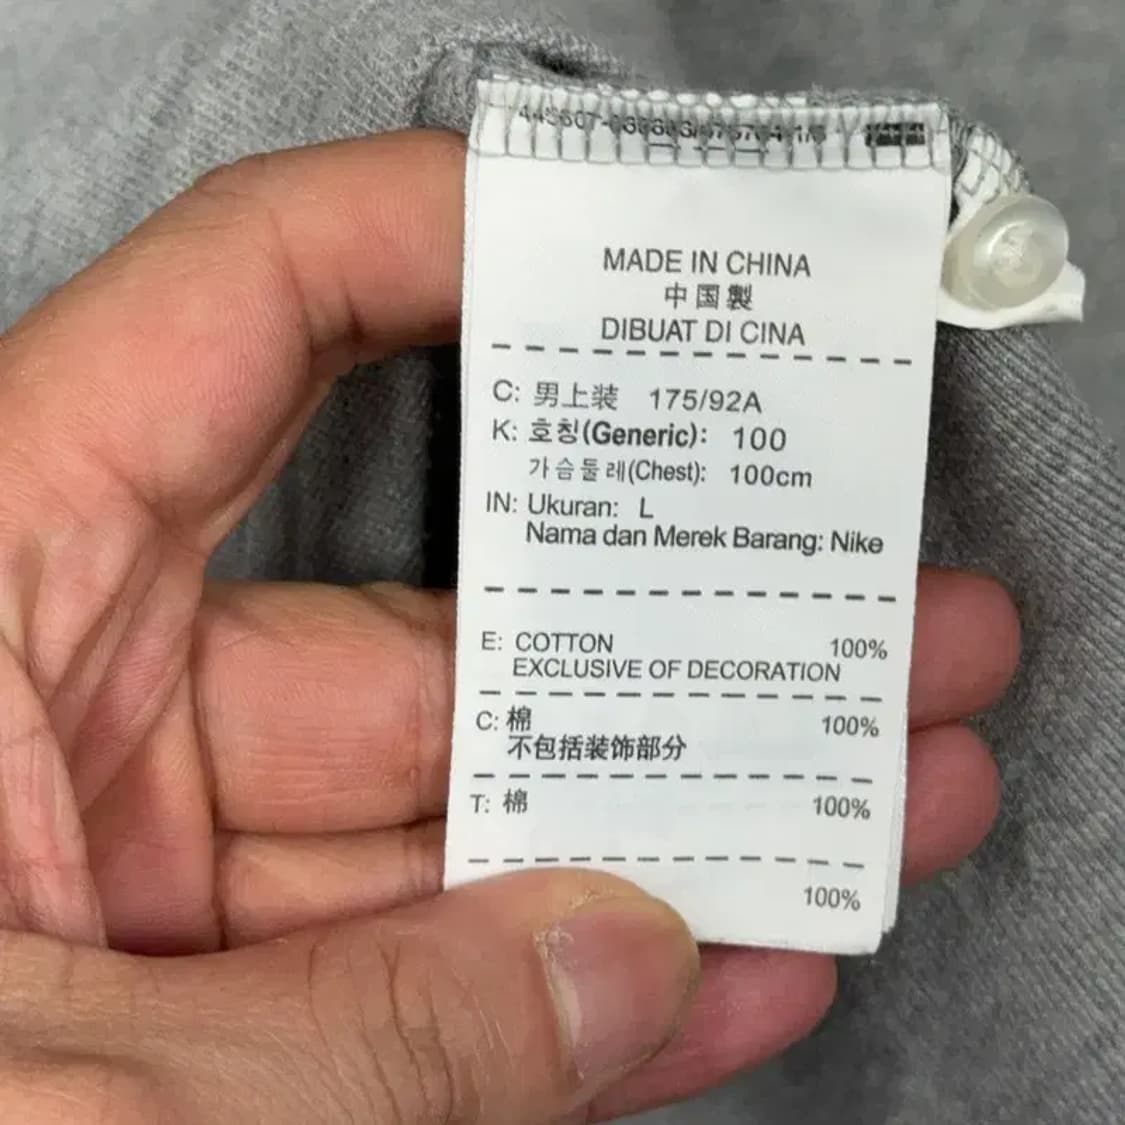 MADE IN CHINA
中国製
DIBUAT DI CINA
C: 男上装 175/92A
K: 호칭(Generic): 100
가슴둘레(Chest): 100cm
IN: Ukuran: L
Nama dan Merek Barang: Nike
E: COTTON 100%
EXCLUSIVE OF DECORATION
C: 棉 100%
不包括装饰部分
T: 棉 100%
100%